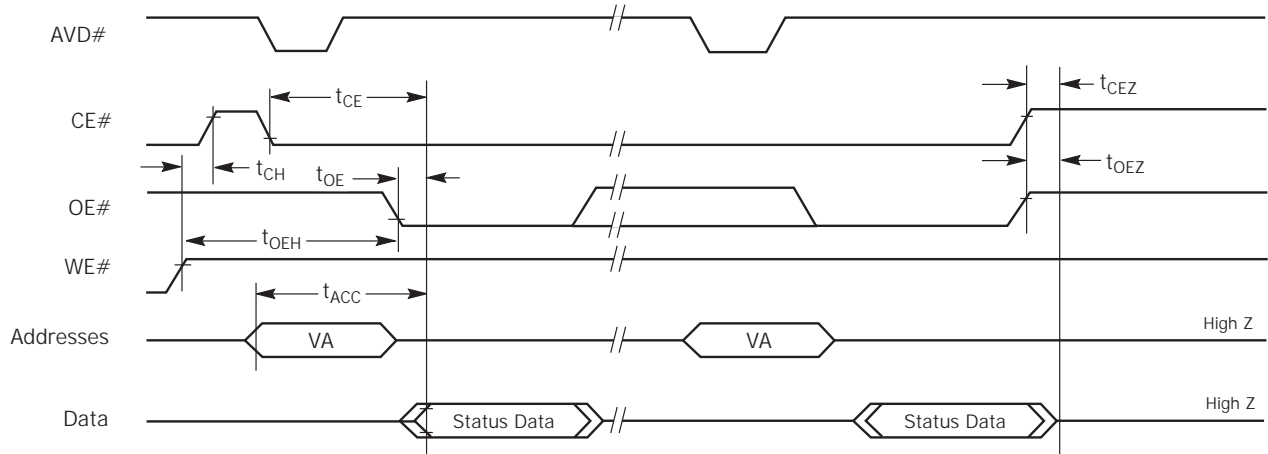 AVD#
tCE
tCEZ
CE#
tCH
tOE
tOEZ
OE#
tOEH
WE#
tACC
High Z
Addresses
VA
VA
High Z
Data
Status Data
Status Data